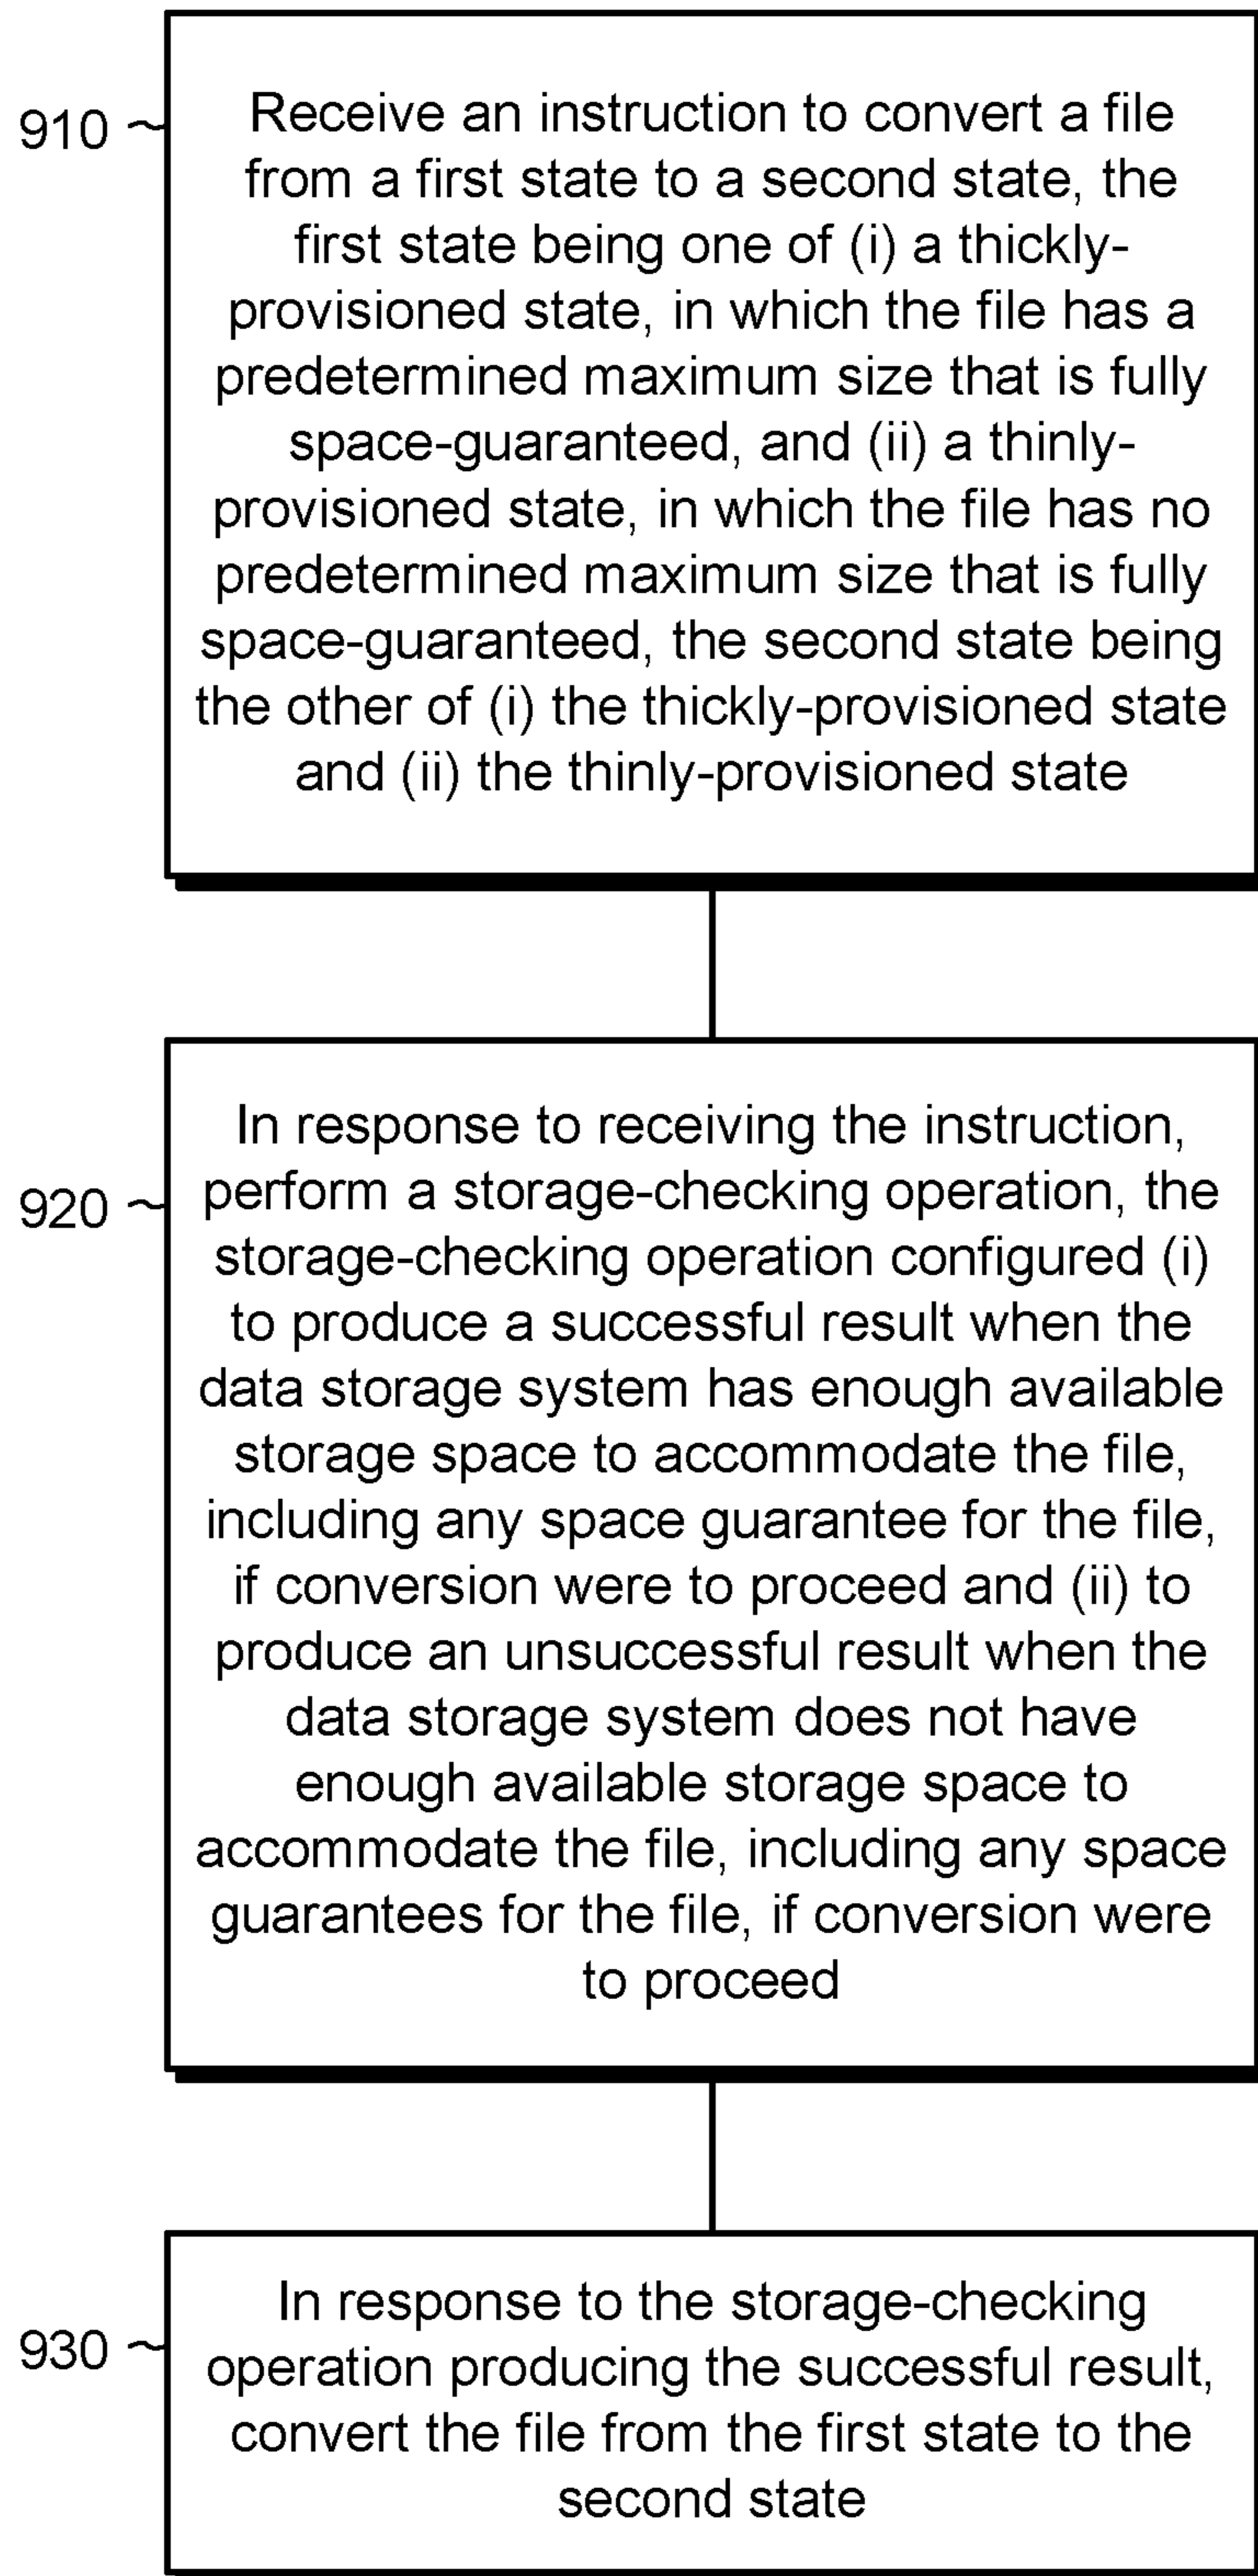 910
Receive an instruction to convert a file
from a first state to a second state, the
first state being one of (i) a thickly-
provisioned state, in which the file has a
predetermined maximum size that is fully
space-guaranteed, and (ii) a thinly-
provisioned state, in which the file has no
predetermined maximum size that is fully
space-guaranteed, the second state being
the other of (i) the thickly-provisioned state
and (ii) the thinly-provisioned state
920
In response to receiving the instruction,
perform a storage-checking operation, the
storage-checking operation configured (i)
to produce a successful result when the
data storage system has enough available
storage space to accommodate the file,
including any space guarantee for the file,
if conversion were to proceed and (ii) to
produce an unsuccessful result when the
data storage system does not have
enough available storage space to
accommodate the file, including any space
guarantees for the file, if conversion were
to proceed
930
In response to the storage-checking
operation producing the successful result,
convert the file from the first state to the
second state